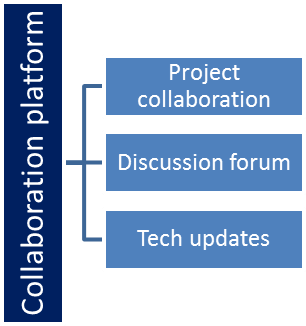 Collaboration platform
Project
collaboration
Discussion forum
Tech updates